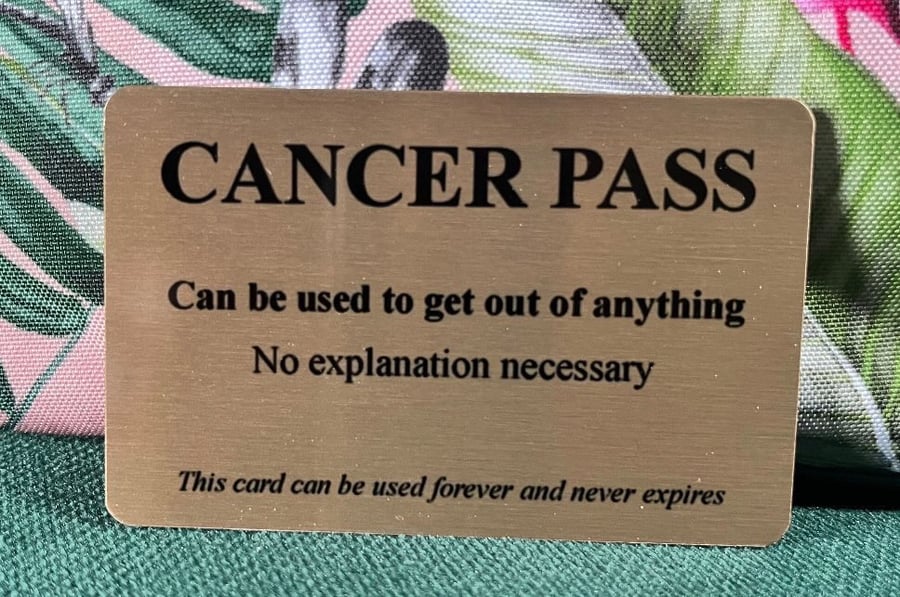 CANCER PASS
Can be used to get out of anything
No explanation necessary
This card can be used forever and never expires